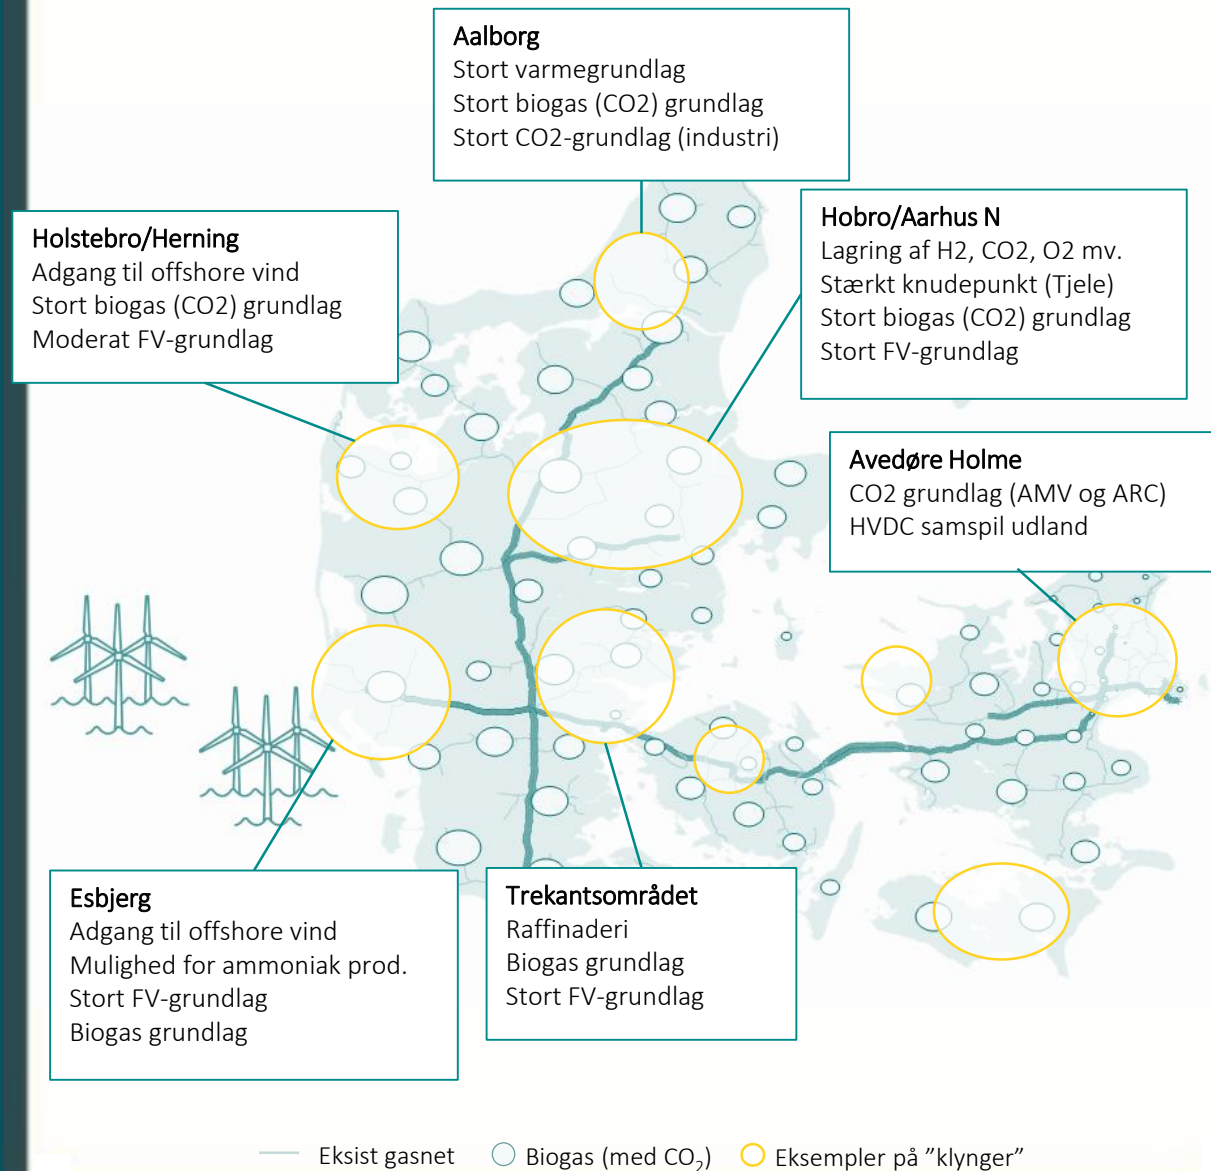 Aalborg
Stort varmegrundlag
Stort biogas (CO2) grundlag
Stort CO2-grundlag (industri)
Holstebro/Herning
Adgang til offshore vind
Stort biogas (CO2) grundlag
Moderat FV-grundlag
Hobro/Aarhus N
Lagring af H2, CO2, O2 mv.
Stærkt knudepunkt (Tjele)
Stort biogas (CO2) grundlag
Stort FV-grundlag
Avedøre Holme
CO2 grundlag (AMV og ARC)
HVDC samspil udland
Esbjerg
Adgang til offshore vind
Mulighed for ammoniak prod.
Stort FV-grundlag
Biogas grundlag
Trekantsområdet
Raffinaderi
Biogas grundlag
Stort FV-grundlag
Eksist gasnet
Biogas (med CO₂)
Eksempler på ”klynger”